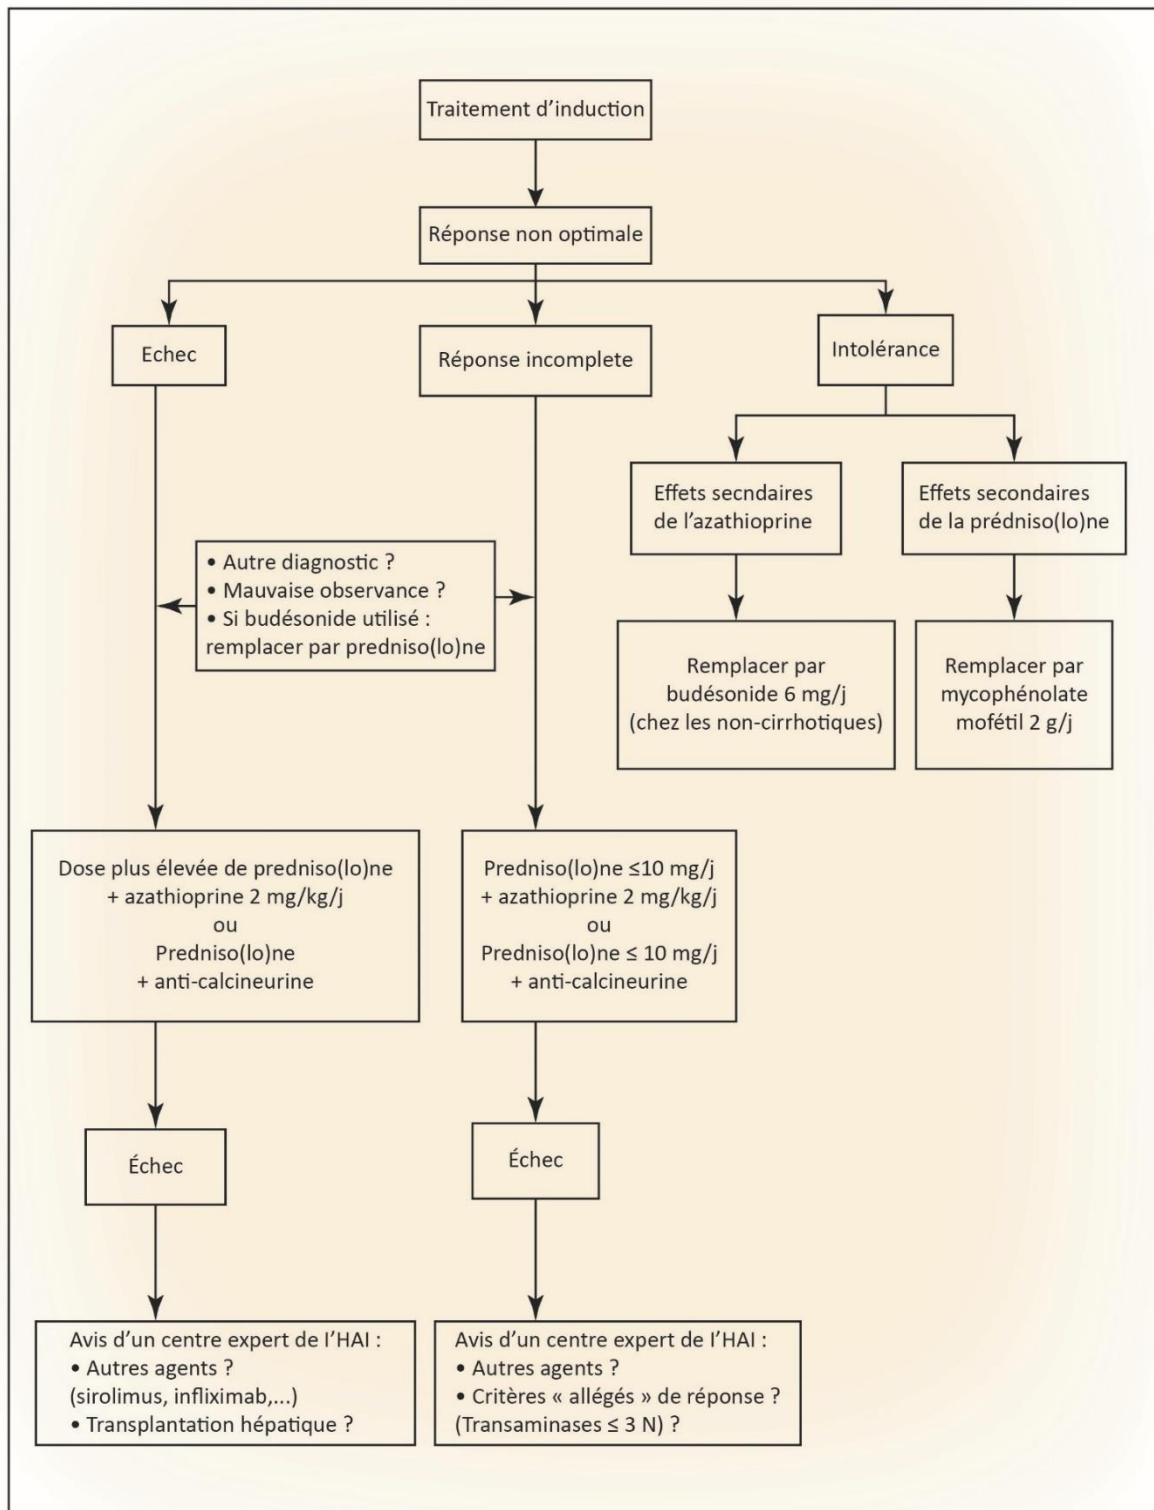 Traitement d’induction
Réponse non optimale
Echec
Réponse incomplete
Intolérance
Effets secndaires
de l’azathioprine
Effets secondaires
de la prédniso(lo)ne
• Autre diagnostic ?
• Mauvaise observance ?
• Si budésonide utilisé :
remplacer par predniso(lo)ne
Remplacer par
budésonide 6 mg/j
(chez les non-cirrhotiques)
Remplacer par
mycophénolate
mofétil 2 g/j
Dose plus élevée de predniso(lo)ne
+ azathioprine 2 mg/kg/j
ou
Predniso(lo)ne
+ anti-calcineurine
Predniso(lo)ne ≤10 mg/j
+ azathioprine 2 mg/kg/j
ou
Predniso(lo)ne ≤ 10 mg/j
+ anti-calcineurine
Échec
Échec
Avis d’un centre expert de l’HAI :
• Autres agents ?
(sirolimus, infliximab,...)
• Transplantation hépatique ?
Avis d’un centre expert de l’HAI :
• Autres agents ?
• Critères « allégés » de réponse ?
(Transaminases ≤ 3 N) ?